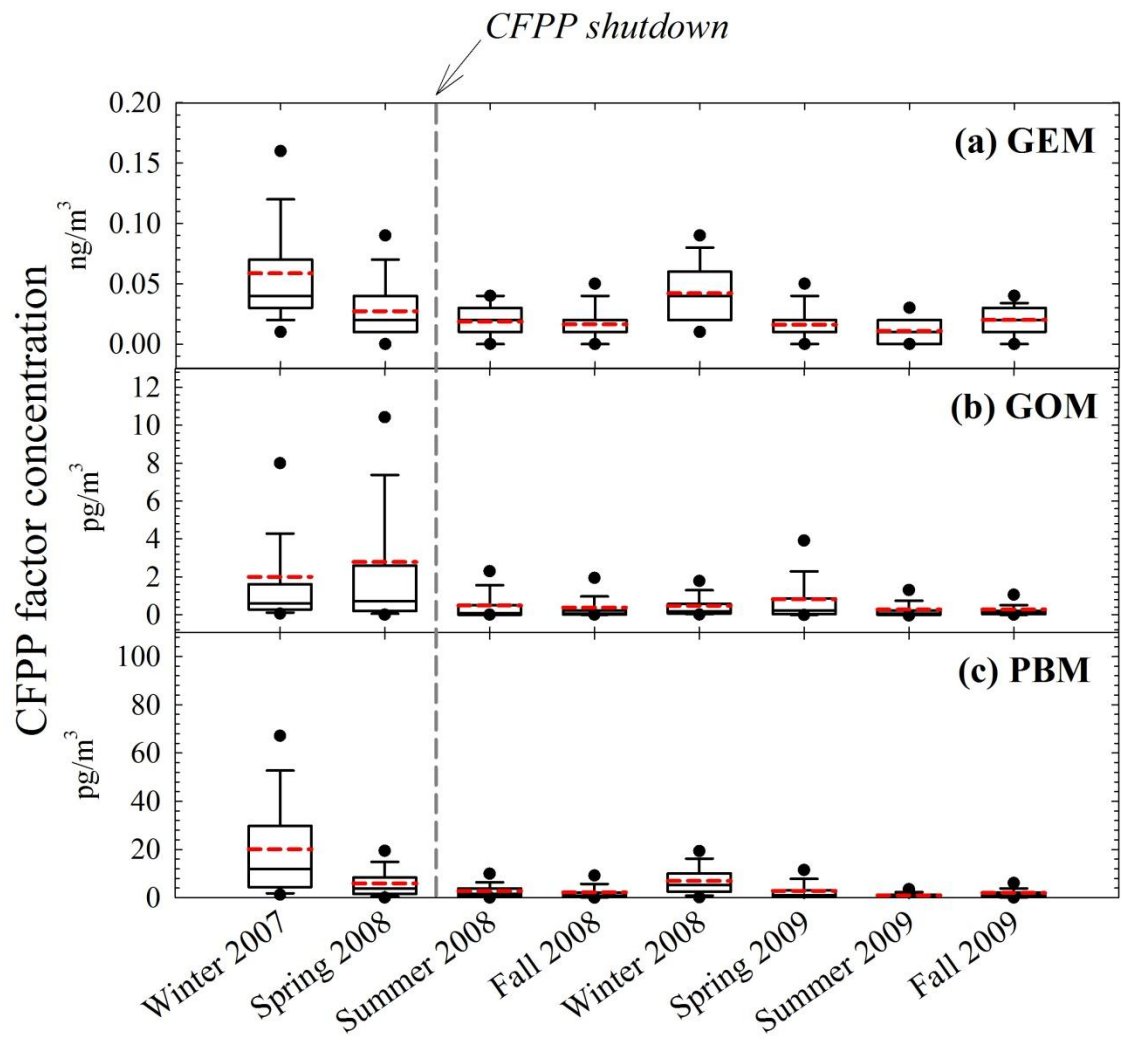 CFPP shutdown
CFPP factor concentration
ng/m³
0.20
0.15
0.10
0.05
0.00
(a) GEM
pg/m³
12
10
8
6
4
2
0
(b) GOM
pg/m³
100
80
60
40
20
0
(c) PBM
Winter 2007
Spring 2008
Summer 2008
Fall 2008
Winter 2008
Spring 2009
Summer 2009
Fall 2009